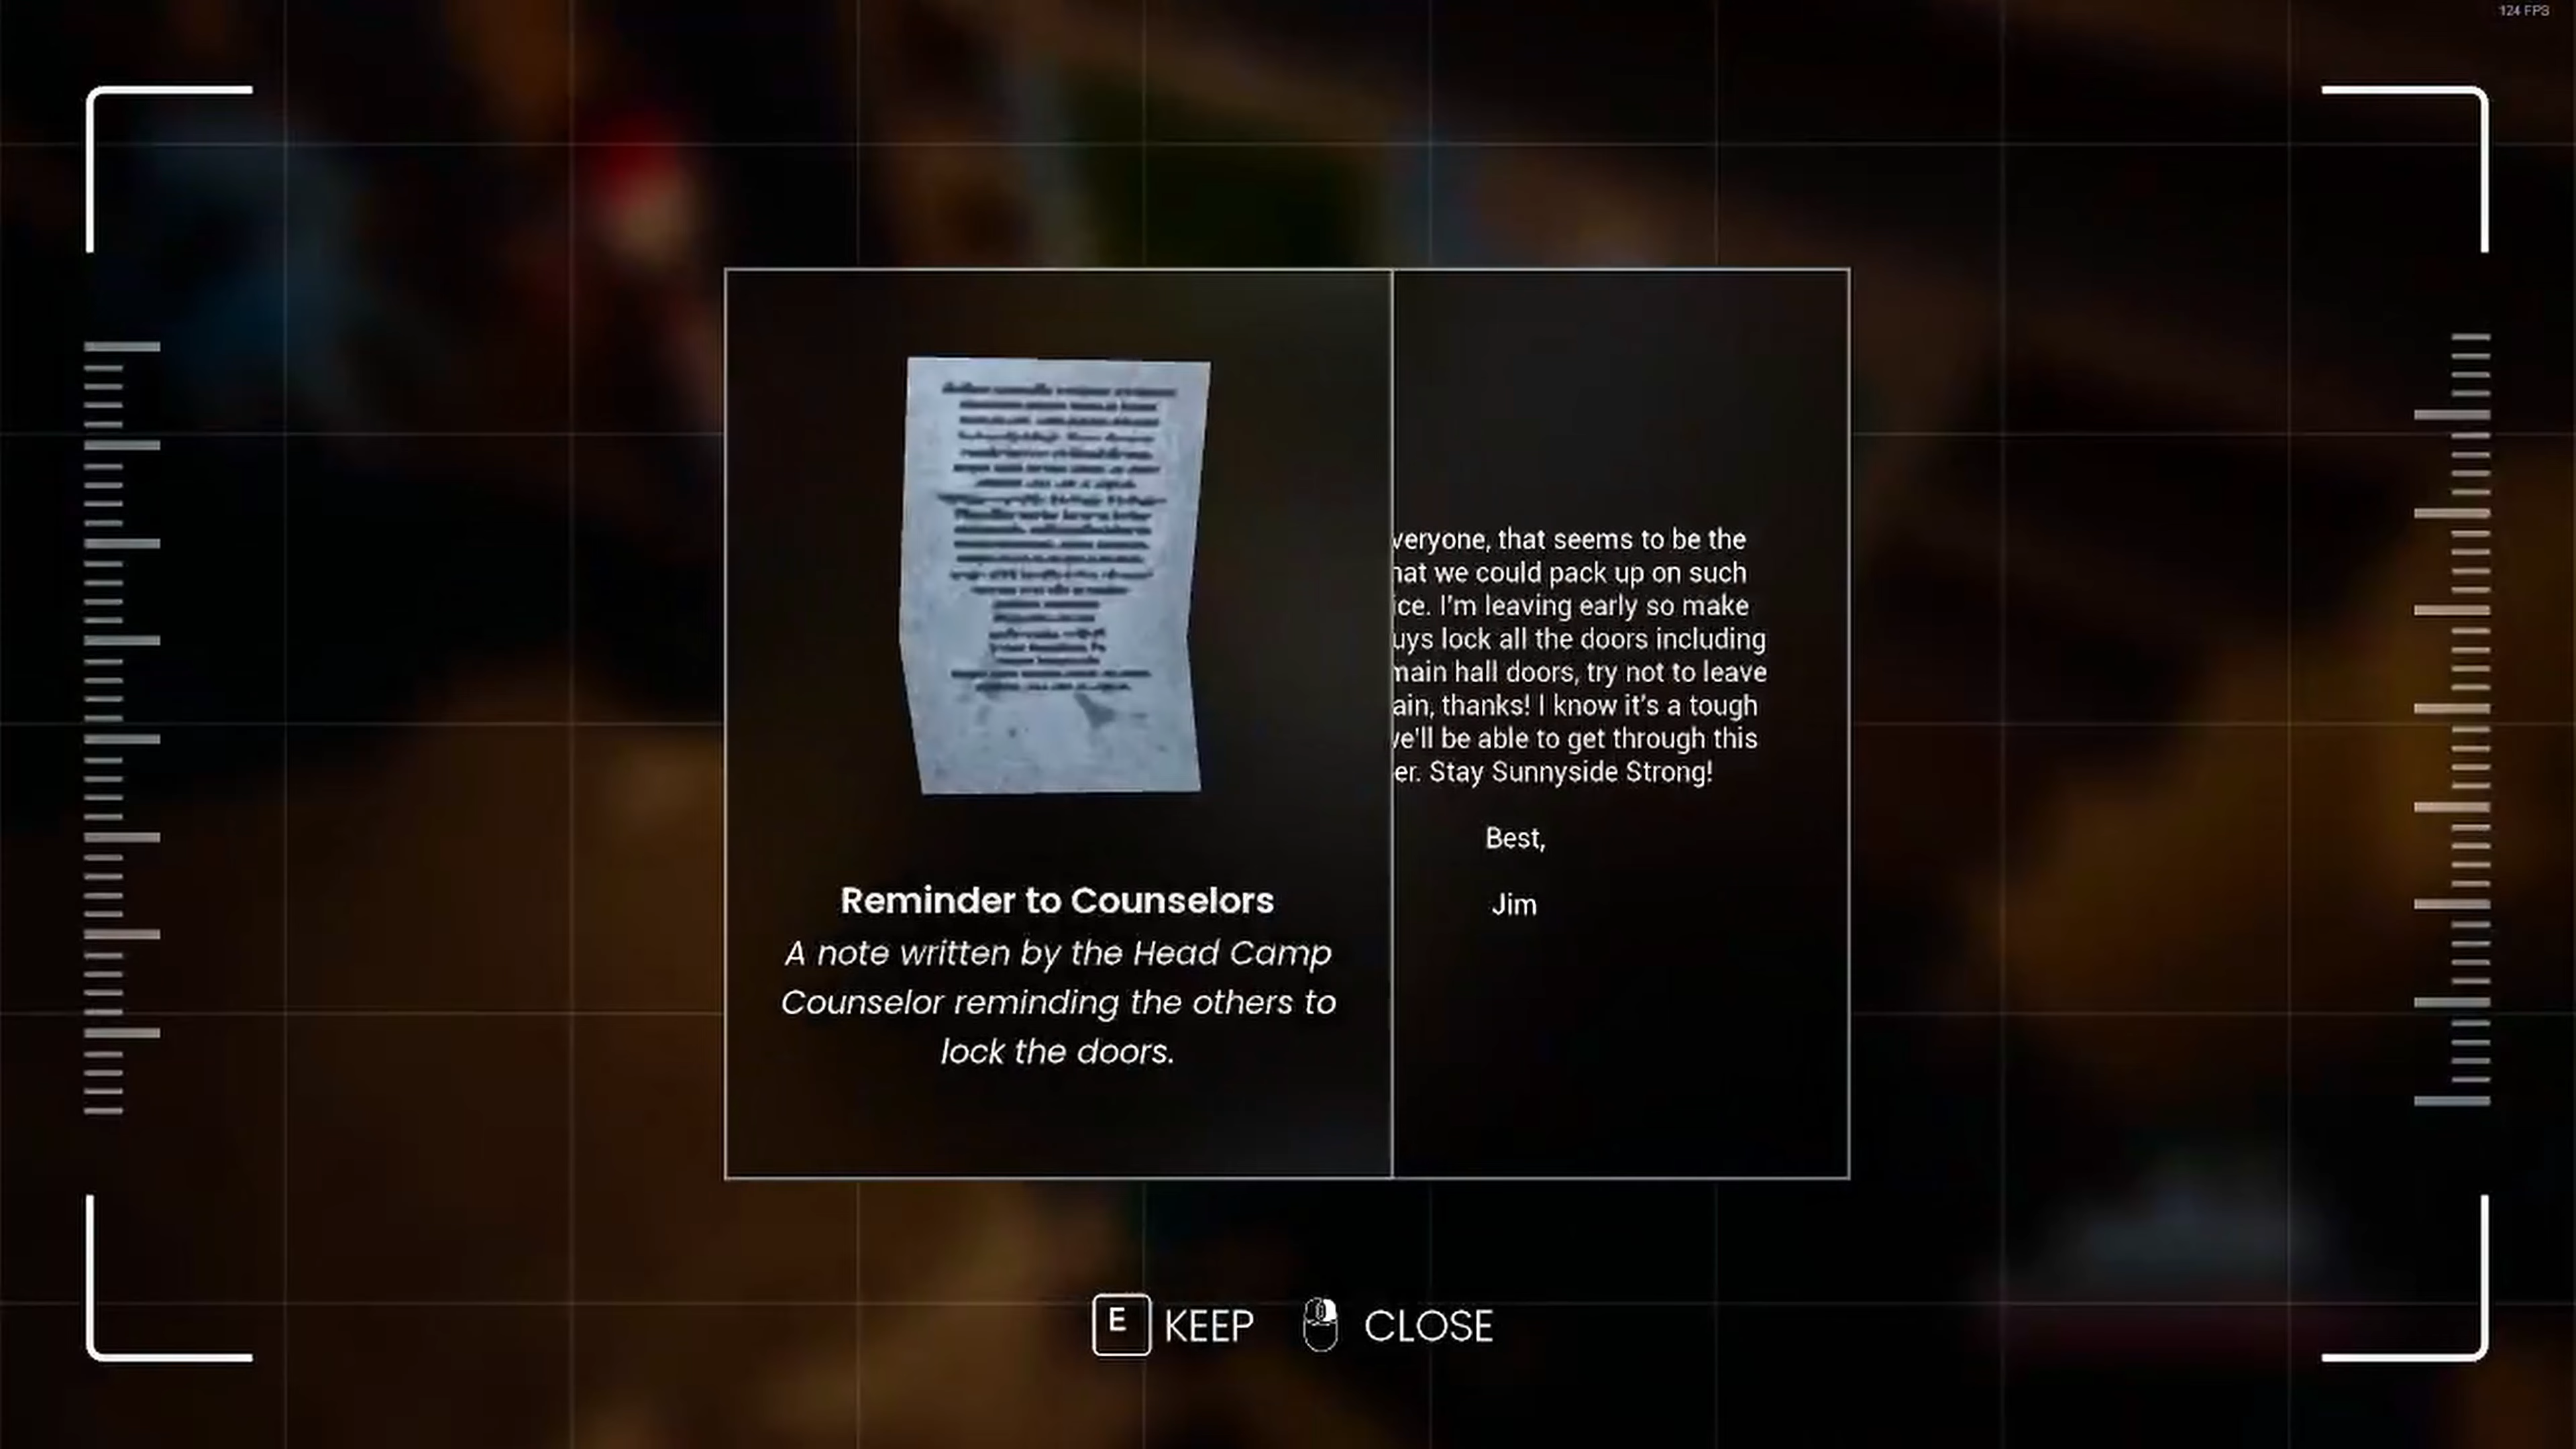 124 FPS
Reminder to Counselors
A note written by the Head Camp
Counselor reminding the others to
lock the doors.
veryone, that seems to be the
hat we could pack up on such
ice. I'm leaving early so make
uys lock all the doors including
main hall doors, try not to leave
ain, thanks! I know it's a tough
we'll be able to get through this
er. Stay Sunnyside Strong!
Best,
Jim
E KEEP CLOSE